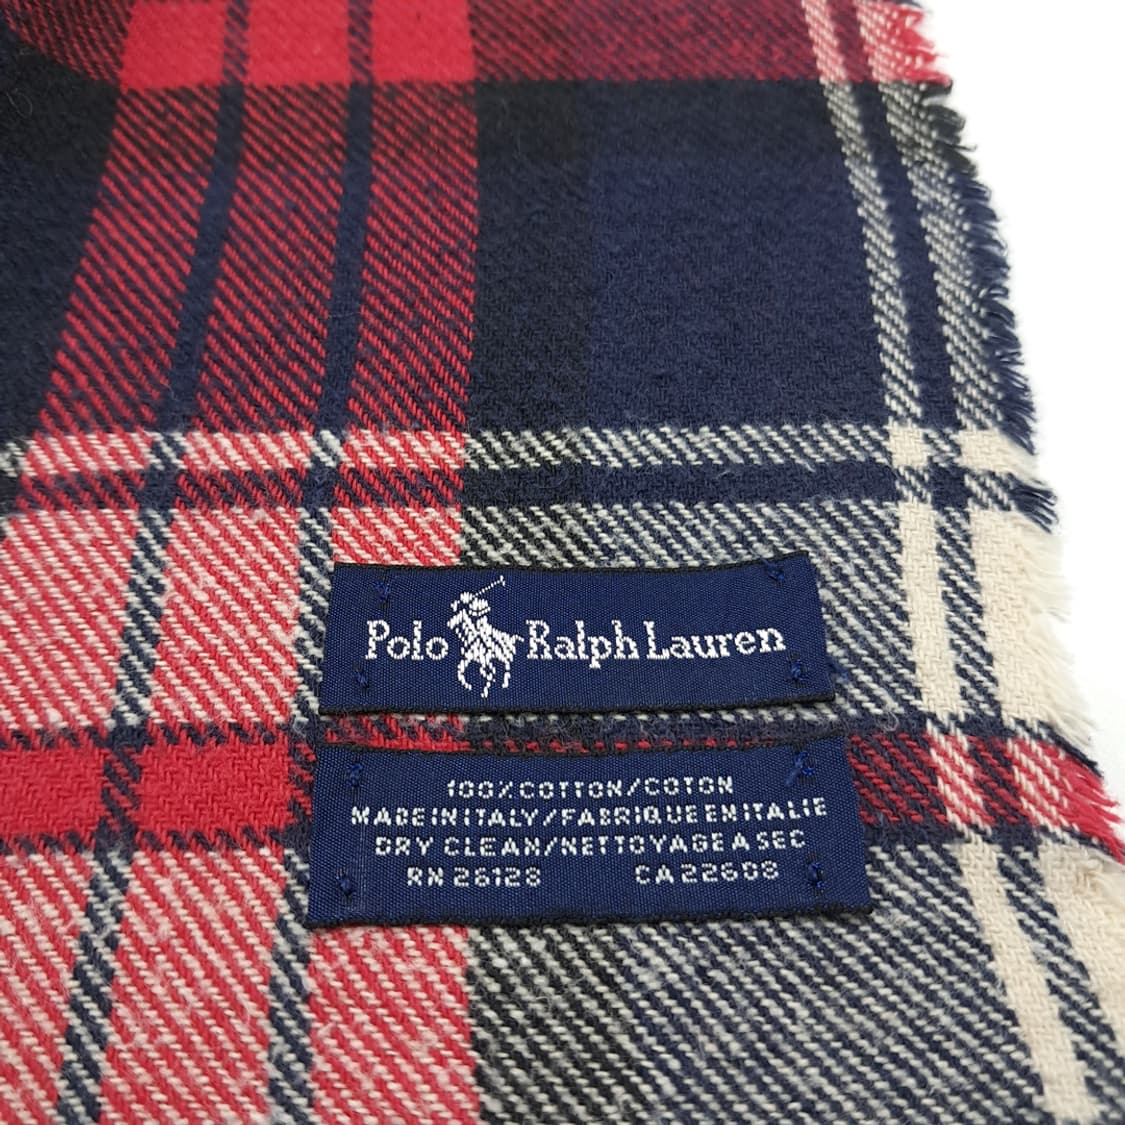 Polo Ralph Lauren
100% COTTON/COTON
MADE IN ITALY/FABRIQUE EN ITALIE
DRY CLEAN/NETTOYAGE A SEC
RN 26128 CA 22608